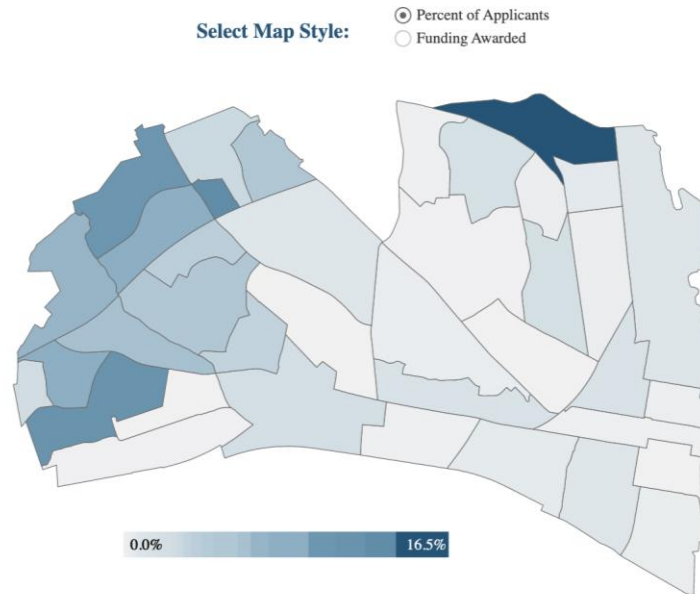 Select Map Style:
Percent of Applicants
Funding Awarded
0.0% 16.5%